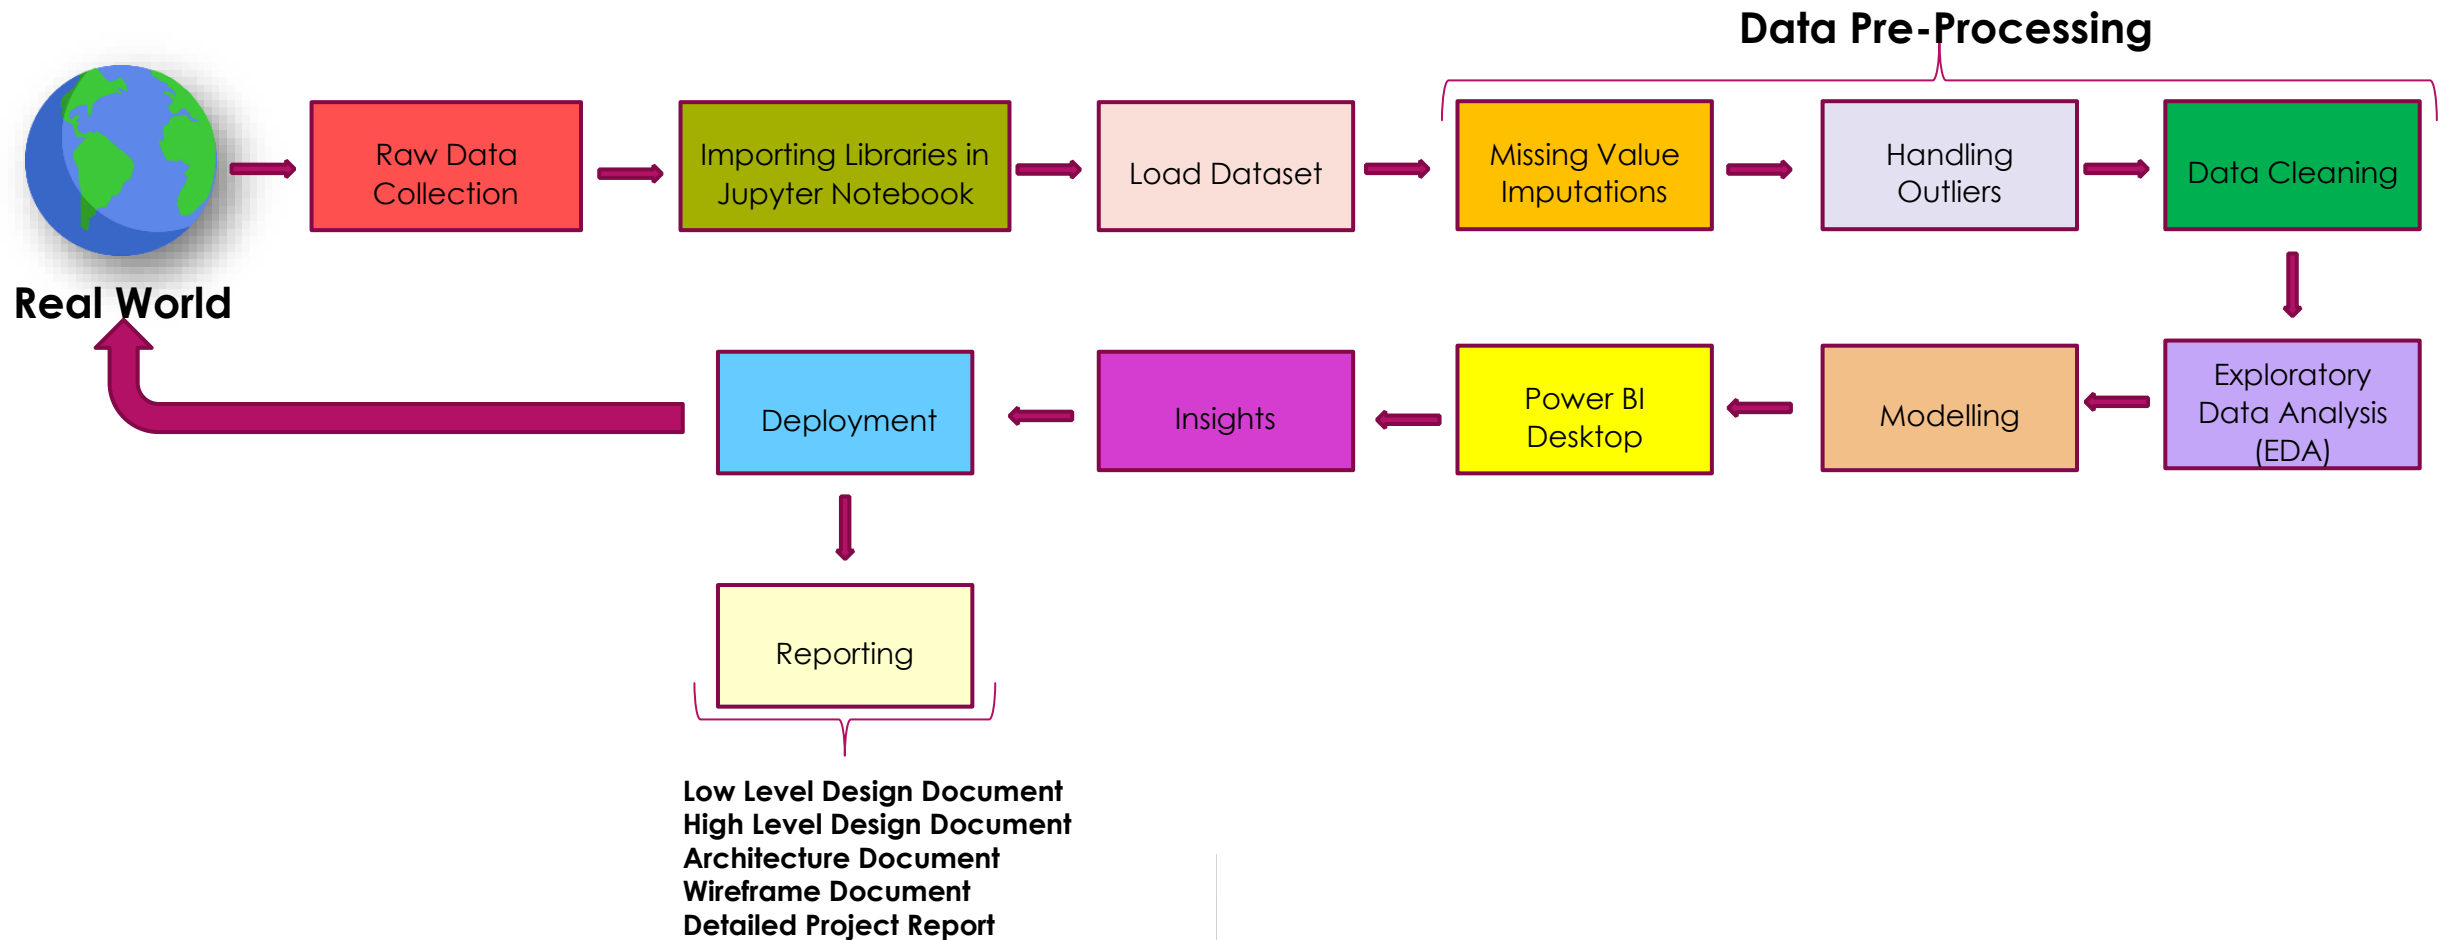 Data Pre-Processing
Raw Data
Collection
Importing Libraries in
Jupyter Notebook
Load Dataset
Missing Value
Imputations
Handling
Outliers
Data Cleaning
Real World
Deployment
Insights
Power BI
Desktop
Modelling
Exploratory
Data Analysis
(EDA)
Reporting
Low Level Design Document
High Level Design Document
Architecture Document
Wireframe Document
Detailed Project Report